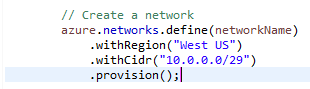 // Create a network
azure.networks.define(networkName)
.withRegion("West US")
.withCidr("10.0.0.0/29")
.provision();